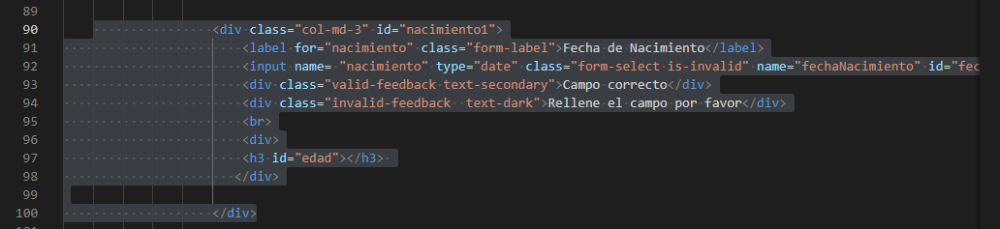 89
90 <div class="col-md-3" id="nacimiento1">
91 <label for="nacimiento" class="form-label">Fecha de Nacimiento</label>
92 <input name= "nacimiento" type="date" class="form-select is-invalid" name="fechaNacimiento" id="fec
93 <div class="valid-feedback text-secondary">Campo correcto</div>
94 <div class="invalid-feedback  text-dark">Rellene el campo por favor</div>
95 <br>
96 <div>
97 <h3 id="edad"></h3>
98 </div>
99
100 </div>